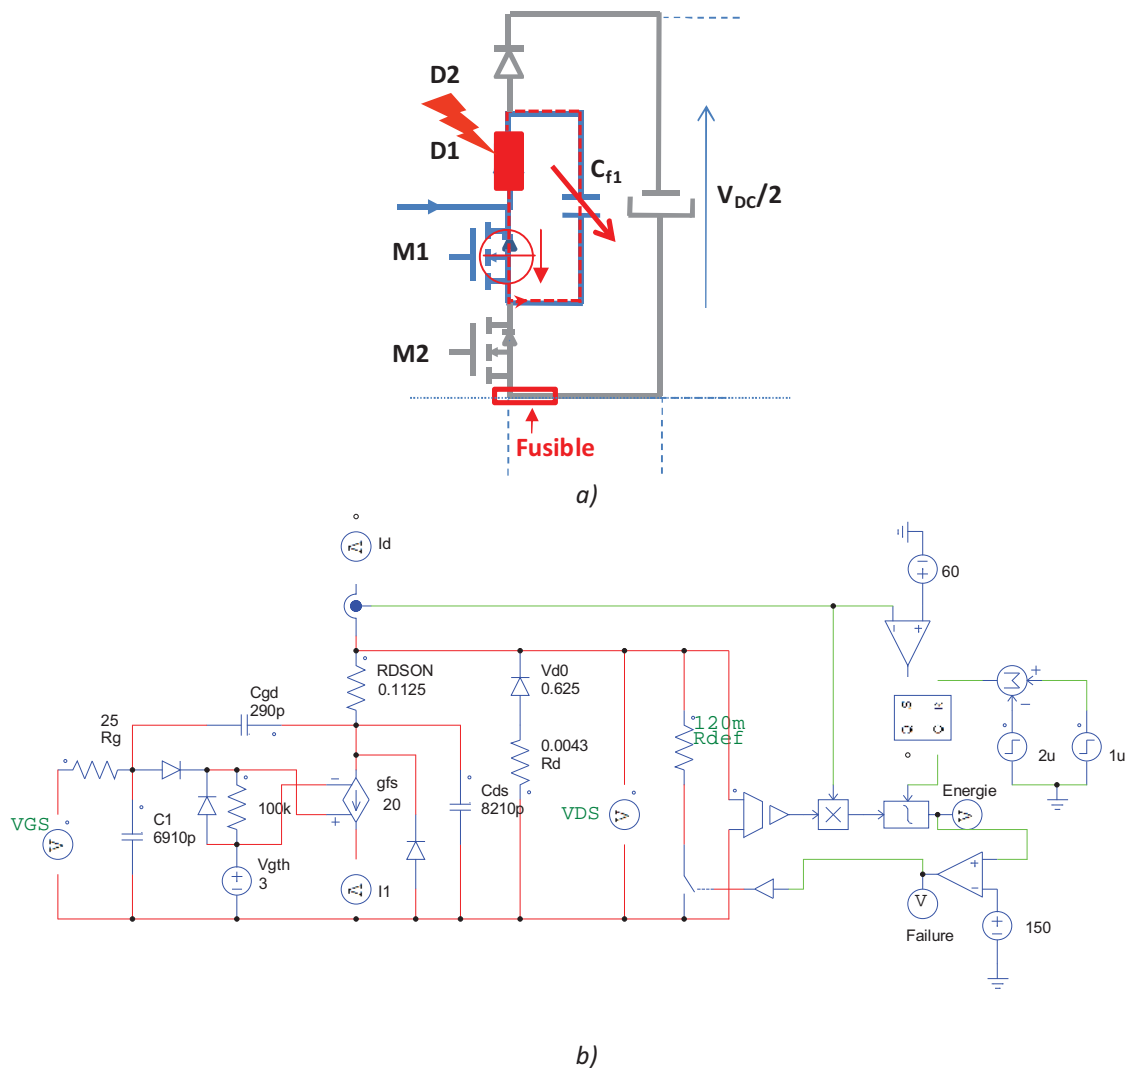 D2
D1
C_f1
V_DC/2
M1
M2
Fusible
a)
Id
60
RDSON
0.1125
Vd0
0.625
Cgd
290p
25
Rg
120m
Rdef
0.0043
Rd
gfs
20
Cds
8210p
100k
C1
6910p
VGS
VDS
Vgth
3
I1
2u
1u
Energie
V
Failure
150
b)